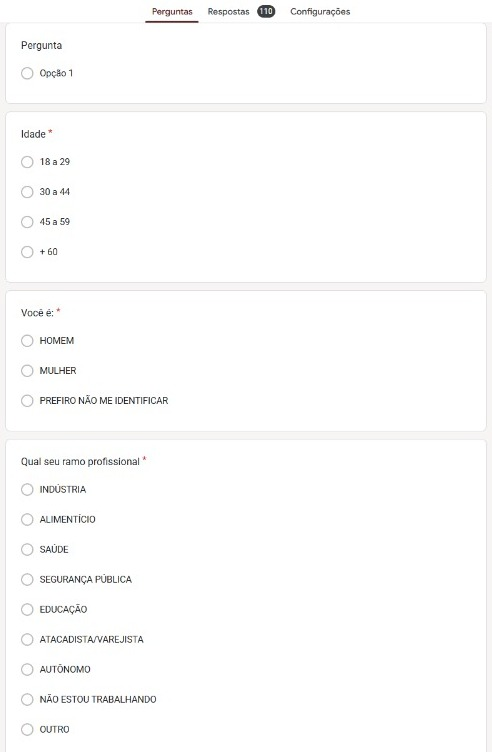 Perguntas Respostas 110 Configurações
Pergunta
Opção 1
Idade *
18 a 29
30 a 44
45 a 59
+ 60
Você é: *
HOMEM
MULHER
PREFIRO NÃO ME IDENTIFICAR
Qual seu ramo profissional *
INDÚSTRIA
ALIMENTÍCIO
SAÚDE
SEGURANÇA PÚBLICA
EDUCAÇÃO
ATACADISTA/VAREJISTA
AUTÔNOMO
NÃO ESTOU TRABALHANDO
OUTRO